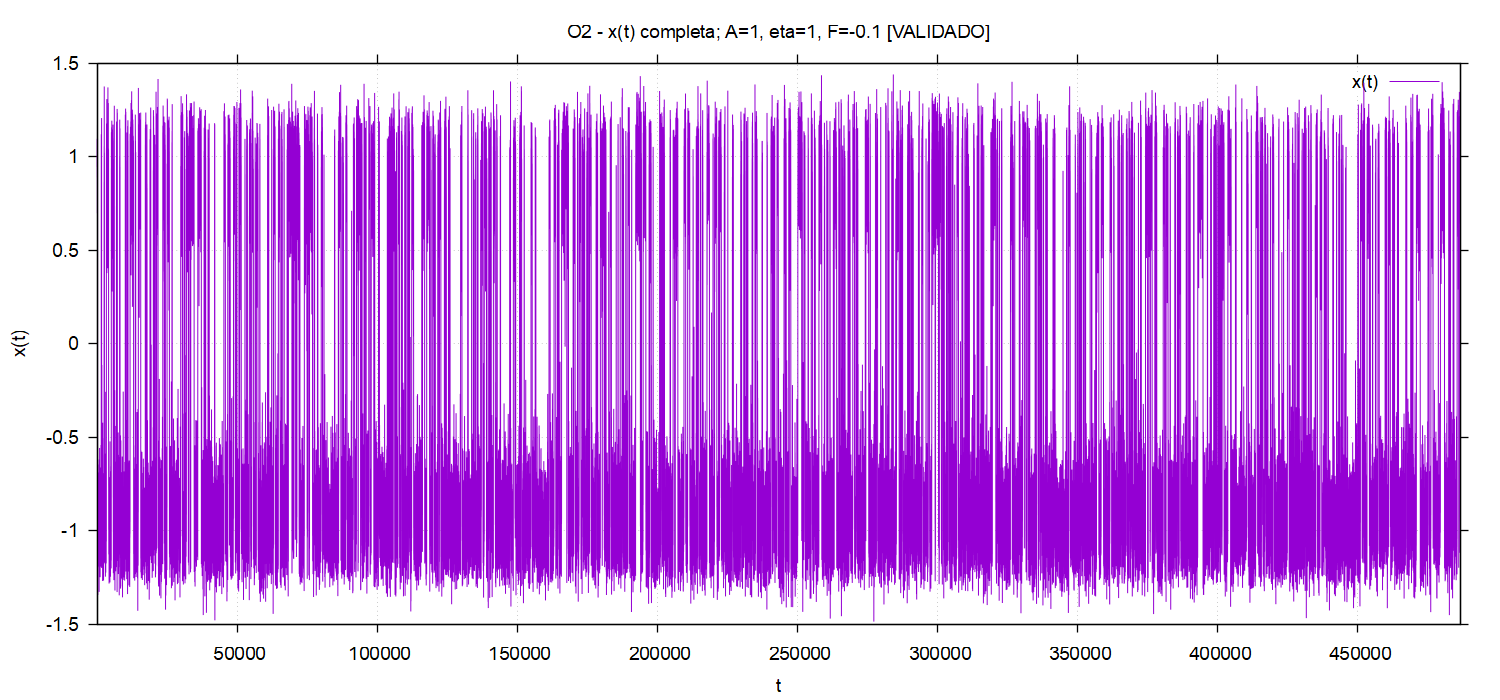 O2 - x(t) completa; A=1, eta=1, F=-0.1 [VALIDADO]
x(t)
1.5
1
0.5
0
-0.5
-1
-1.5
x(t)
50000 100000 150000 200000 250000 300000 350000 400000 450000
t